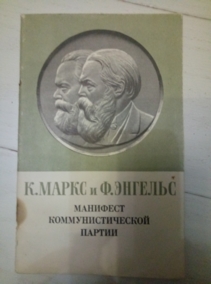 К. МАРКС и Ф. ЭНГЕЛЬС
МАНИФЕСТ
КОММУНИСТИЧЕСКОЙ
ПАРТИИ